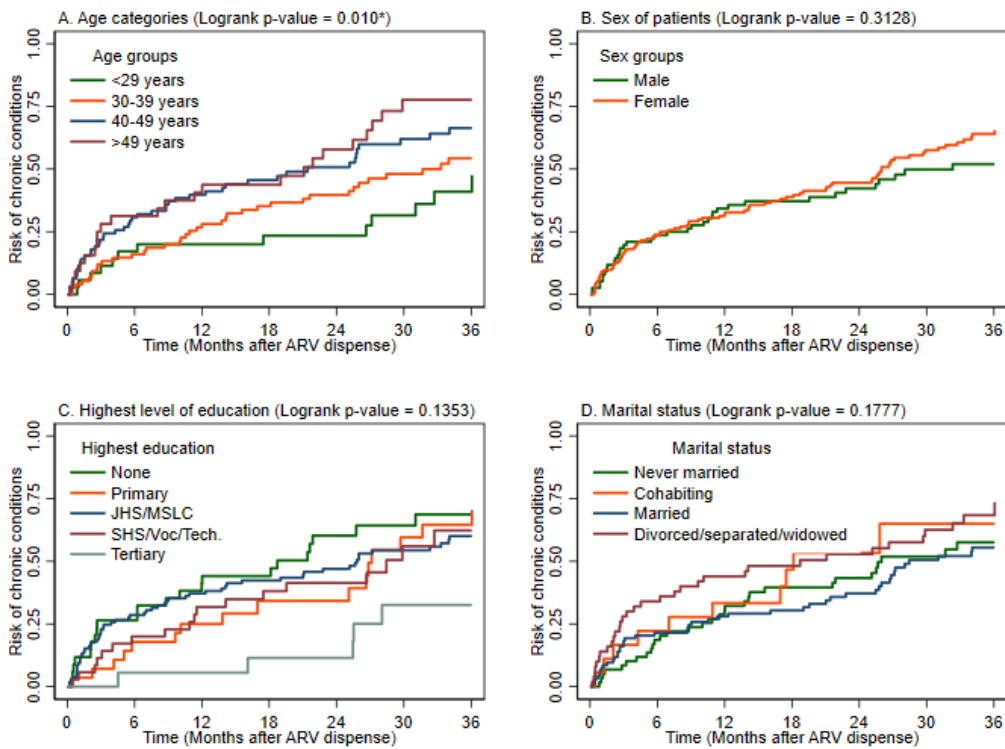 A. Age categories (Logrank p-value = 0.010*)
Risk of chronic conditions
0.00 0.25 0.50 0.75 1.00
Age groups
<29 years
30-39 years
40-49 years
>49 years
0 6 12 18 24 30 36
Time (Months after ARV dispense)
B. Sex of patients (Logrank p-value = 0.3128)
Risk of chronic conditions
0.00 0.25 0.50 0.75 1.00
Sex groups
Male
Female
0 6 12 18 24 30 36
Time (Months after ARV dispense)
C. Highest level of education (Logrank p-value = 0.1353)
Risk of chronic conditions
0.00 0.25 0.50 0.75 1.00
Highest education
None
Primary
JHS/MSLC
SHS/Voc/Tech.
Tertiary
0 6 12 18 24 30 36
Time (Months after ARV dispense)
D. Marital status (Logrank p-value = 0.1777)
Risk of chronic conditions
0.00 0.25 0.50 0.75 1.00
Marital status
Never married
Cohabiting
Married
Divorced/separated/widowed
0 6 12 18 24 30 36
Time (Months after ARV dispense)